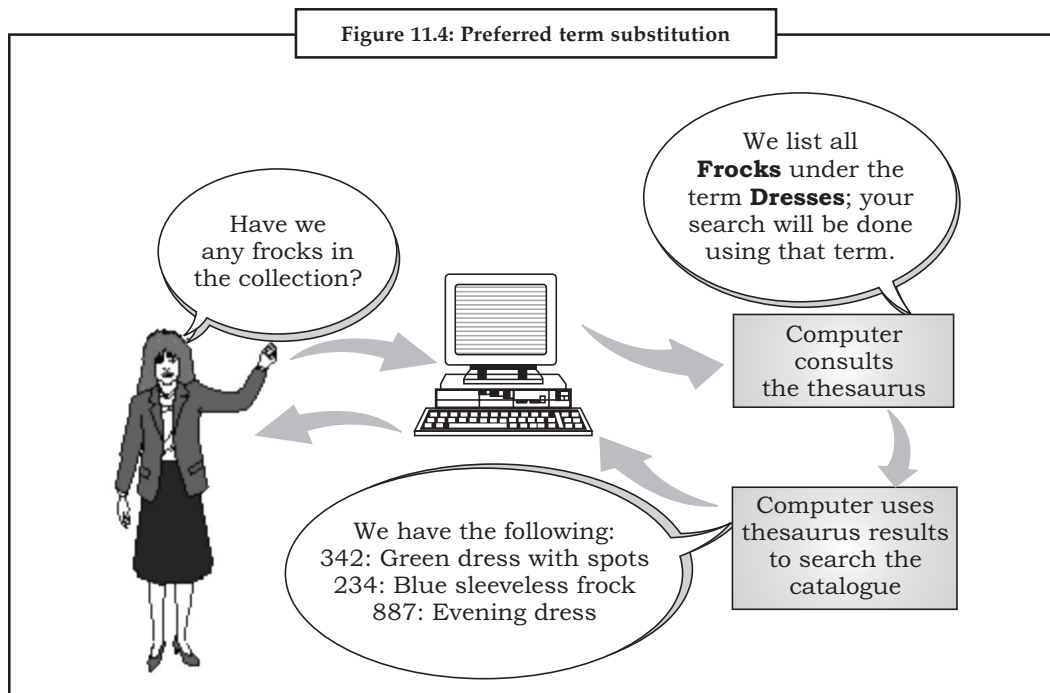 Figure 11.4: Preferred term substitution
Have we
any frocks in
the collection?
We list all
Frocks under the
term Dresses; your
search will be done
using that term.
Computer
consults
the thesaurus
Computer uses
thesaurus results
to search the
catalogue
We have the following:
342: Green dress with spots
234: Blue sleeveless frock
887: Evening dress